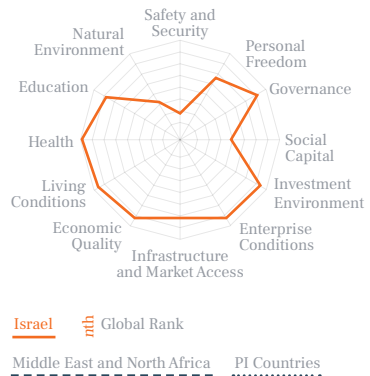 Safety and
Security
Natural
Environment
Personal
Freedom
Education
Governance
Health
Social
Capital
Living
Conditions
Investment
Environment
Economic
Quality
Enterprise
Conditions
Infrastructure
and Market Access
Israel
nth
Global Rank
Middle East and North Africa
PI Countries